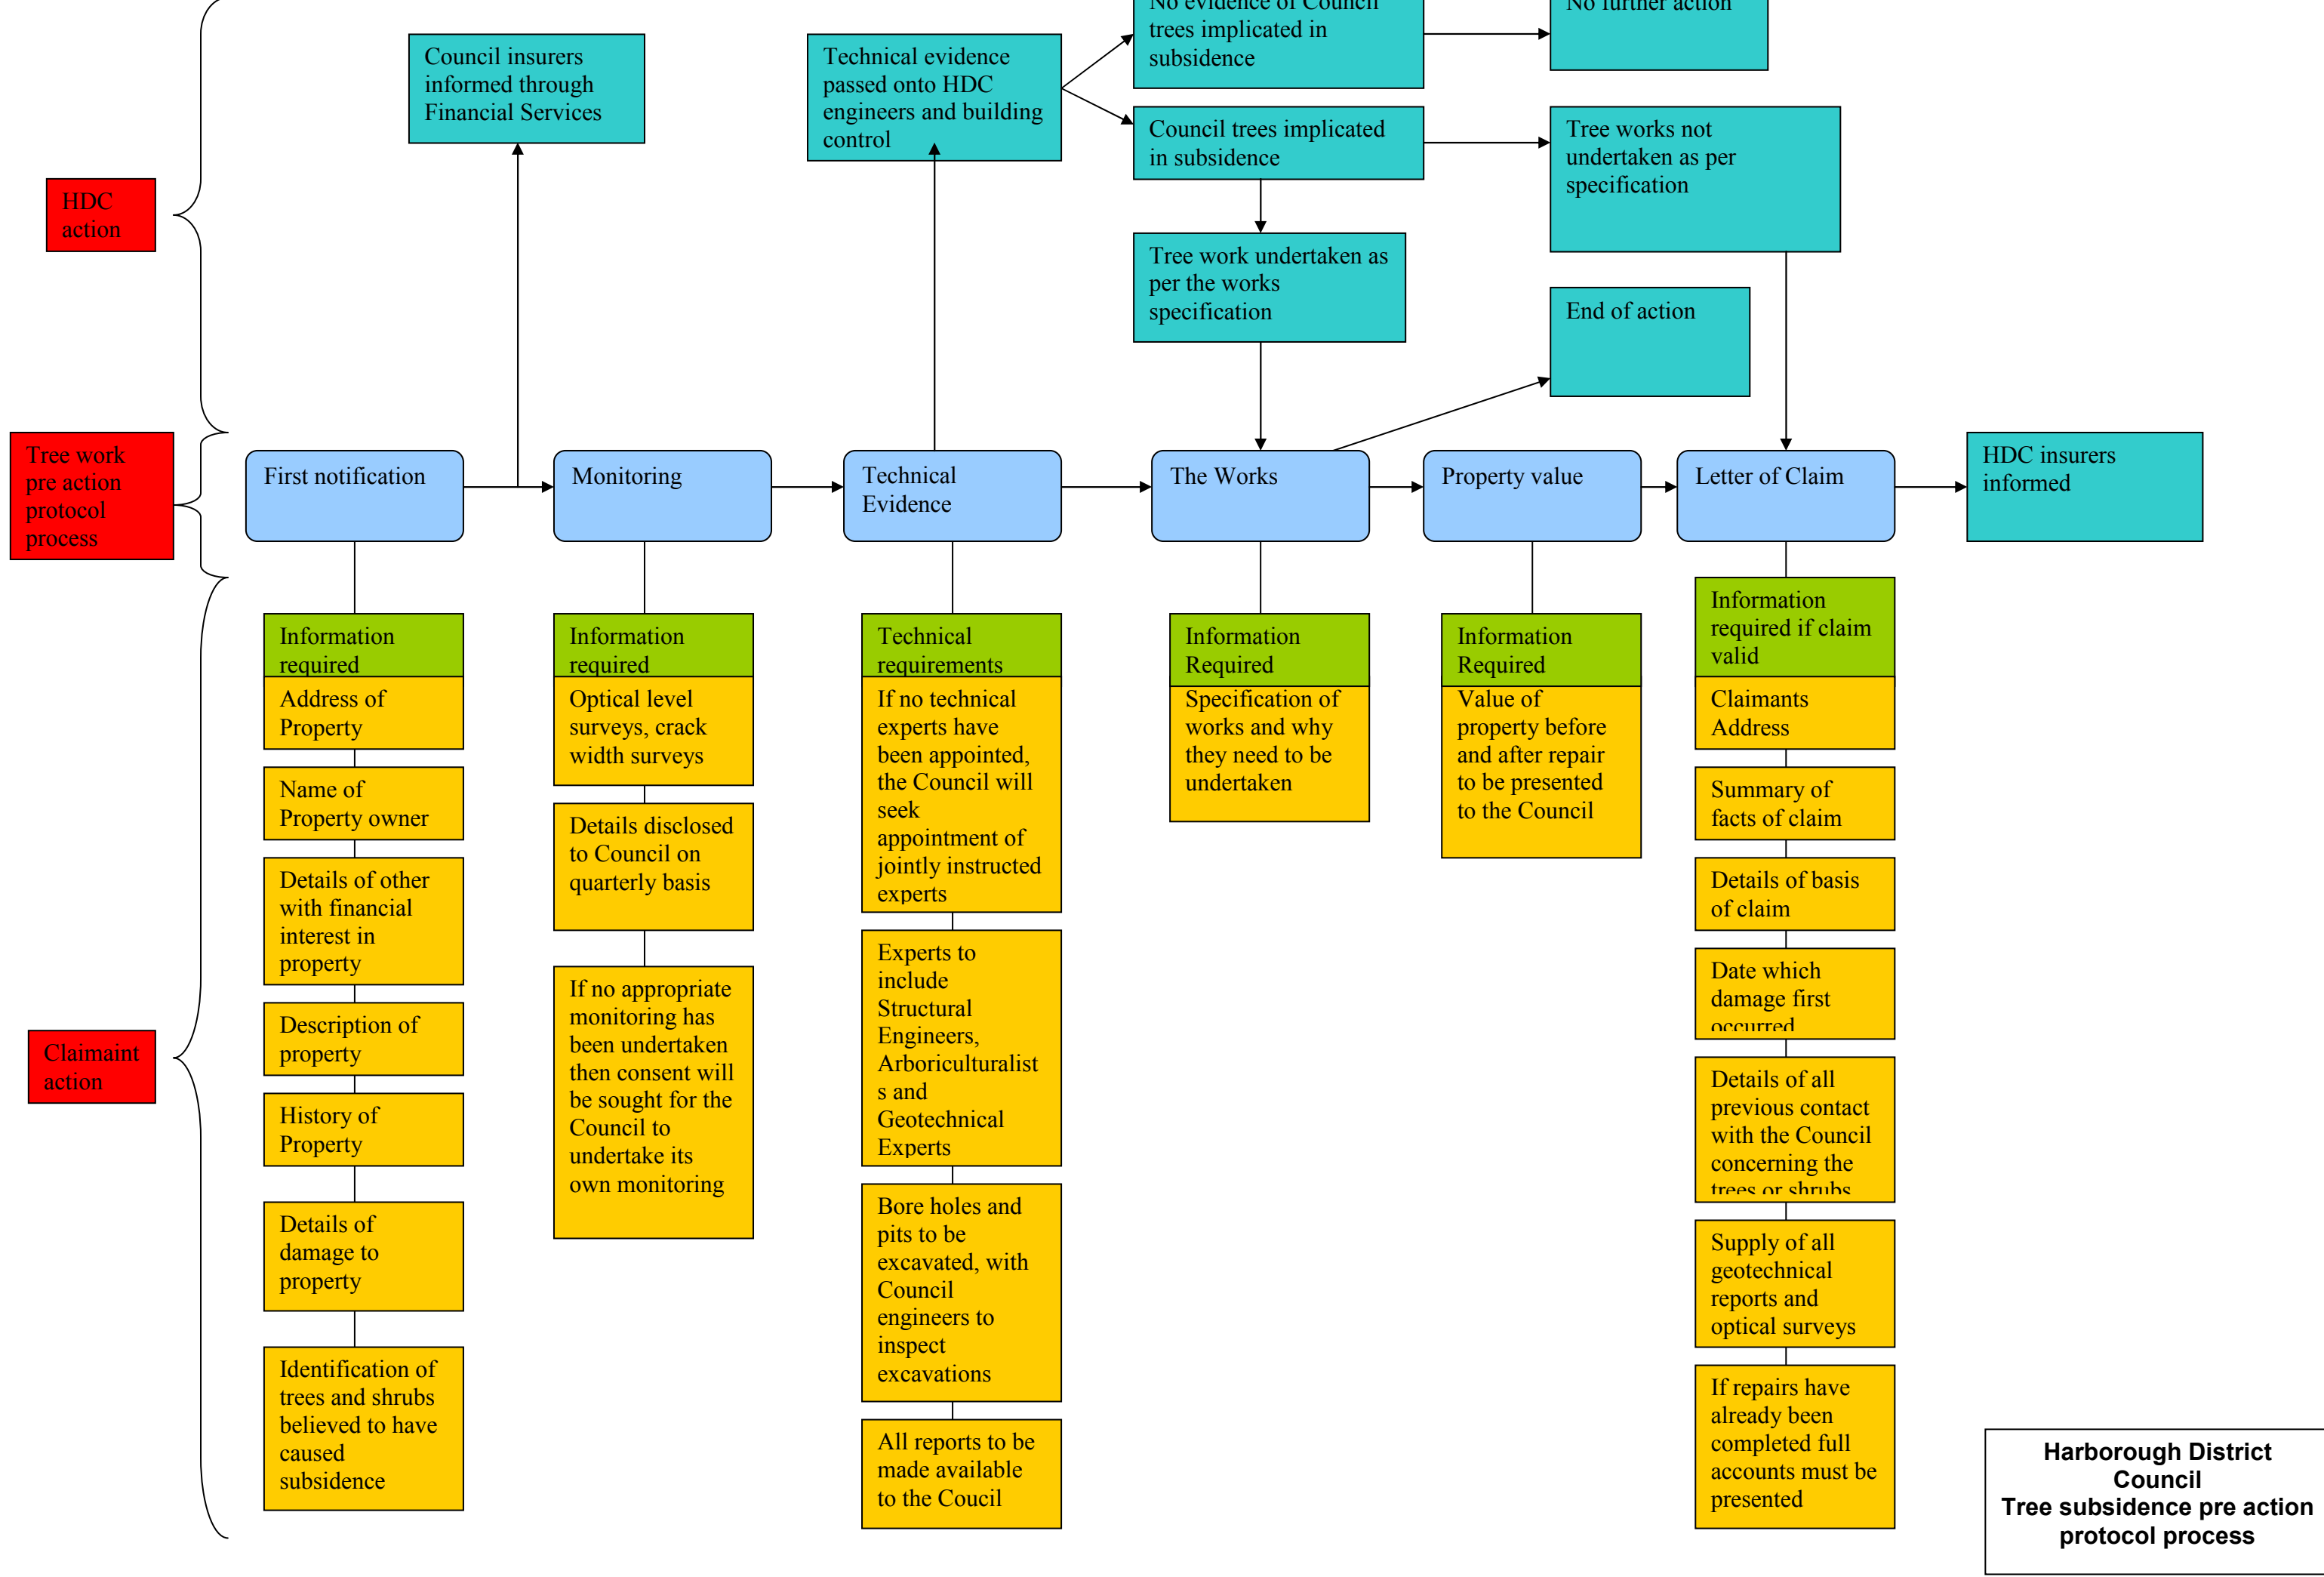 No evidence of Council
trees implicated in
subsidence
No further action
Council insurers
informed through
Financial Services
Technical evidence
passed onto HDC
engineers and building
control
Council trees implicated
in subsidence
Tree works not
undertaken as per
specification
HDC
action
Tree work undertaken as
per the works
specification
End of action
Tree work
pre action
protocol
process
First notification
Monitoring
Technical
Evidence
The Works
Property value
Letter of Claim
HDC insurers
informed
Claimaint
action
Information
required
Address of
Property
Name of
Property owner
Details of other
with financial
interest in
property
Description of
property
History of
Property
Details of
damage to
property
Identification of
trees and shrubs
believed to have
caused
subsidence
Information
required
Optical level
surveys, crack
width surveys
Details disclosed
to Council on
quarterly basis
If no appropriate
monitoring has
been undertaken
then consent will
be sought for the
Council to
undertake its
own monitoring
Technical
requirements
If no technical
experts have
been appointed,
the Council will
seek
appointment of
jointly instructed
experts
Experts to
include
Structural
Engineers,
Arboriculturalist
s and
Geotechnical
Experts
Bore holes and
pits to be
excavated, with
Council
engineers to
inspect
excavations
All reports to be
made available
to the Coucil
Information
Required
Specification of
works and why
they need to be
undertaken
Information
Required
Value of
property before
and after repair
to be presented
to the Council
Information
required if claim
valid
Claimants
Address
Summary of
facts of claim
Details of basis
of claim
Date which
damage first
occurred
Details of all
previous contact
with the Council
concerning the
trees or shrubs
Supply of all
geotechnical
reports and
optical surveys
If repairs have
already been
completed full
accounts must be
presented
Harborough District
Council
Tree subsidence pre action
protocol process